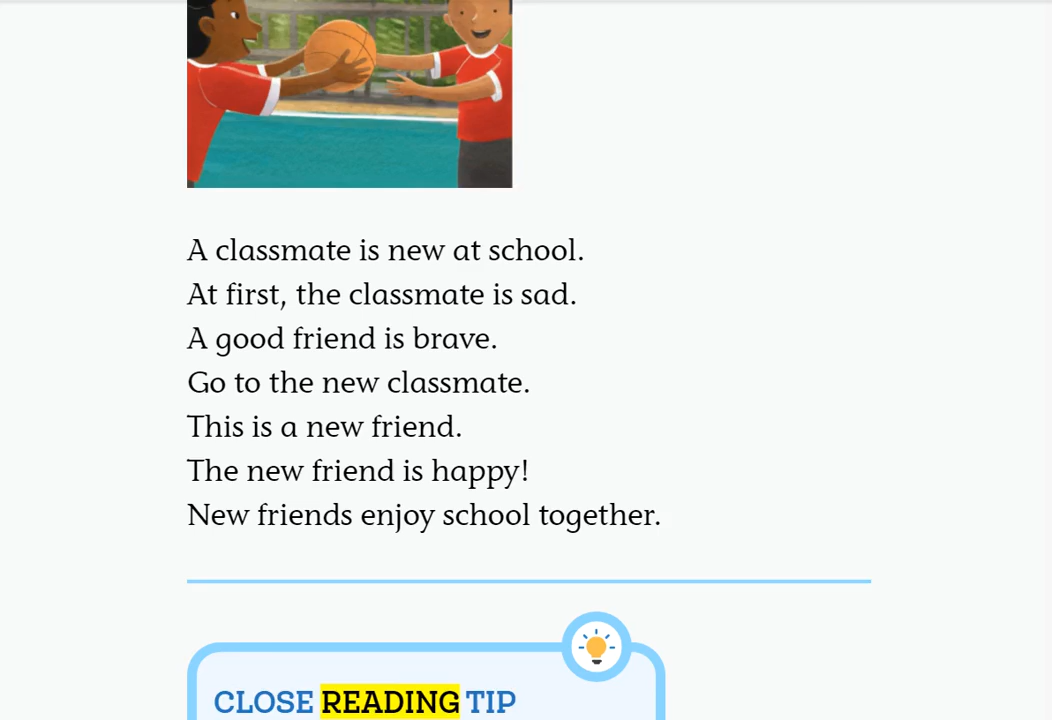 A classmate is new at school.
At first, the classmate is sad.
A good friend is brave.
Go to the new classmate.
This is a new friend.
The new friend is happy!
New friends enjoy school together.
CLOSE READING TIP